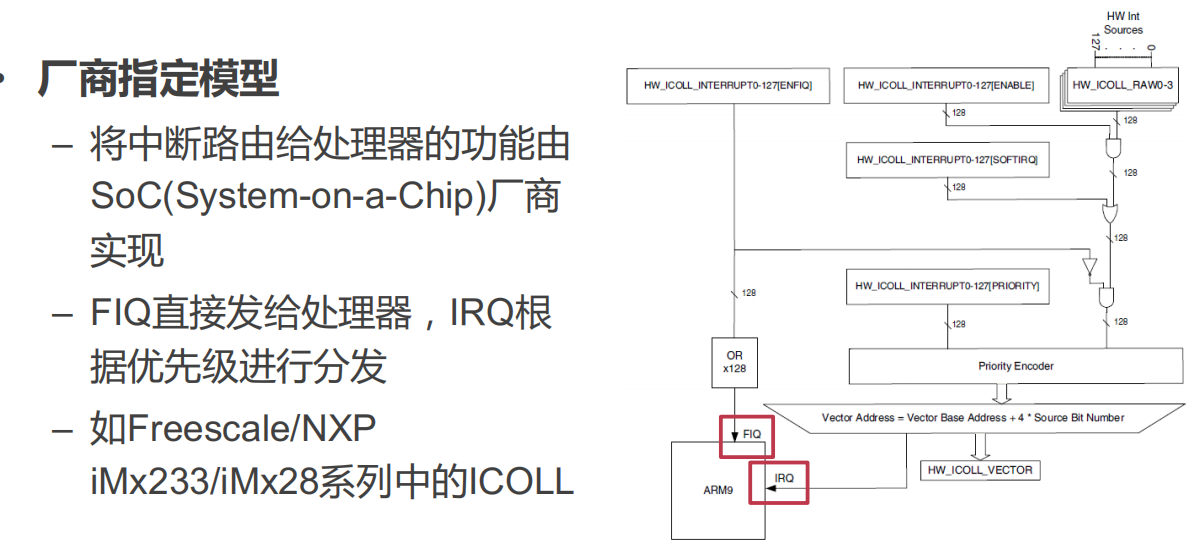 • 厂商指定模型
– 将中断路由给处理器的功能由
SoC(System-on-a-Chip)厂商
实现
– FIQ直接发给处理器，IRQ根
据优先级进行分发
– 如Freescale/NXP
iMx233/iMx28系列中的ICOLL
HW Int
Sources
127 . . . 0
HW_ICOLL_INTERRUPT0-127[ENFIQ]
HW_ICOLL_INTERRUPT0-127[ENABLE]
HW_ICOLL_RAW0-3
128
128
HW_ICOLL_INTERRUPT0-127[SOFTIRQ]
128
128
128
HW_ICOLL_INTERRUPT0-127[PRIORITY]
128
128
128
OR
x128
Priority Encoder
Vector Address = Vector Base Address + 4 * Source Bit Number
FIQ
HW_ICOLL_VECTOR
IRQ
ARM9